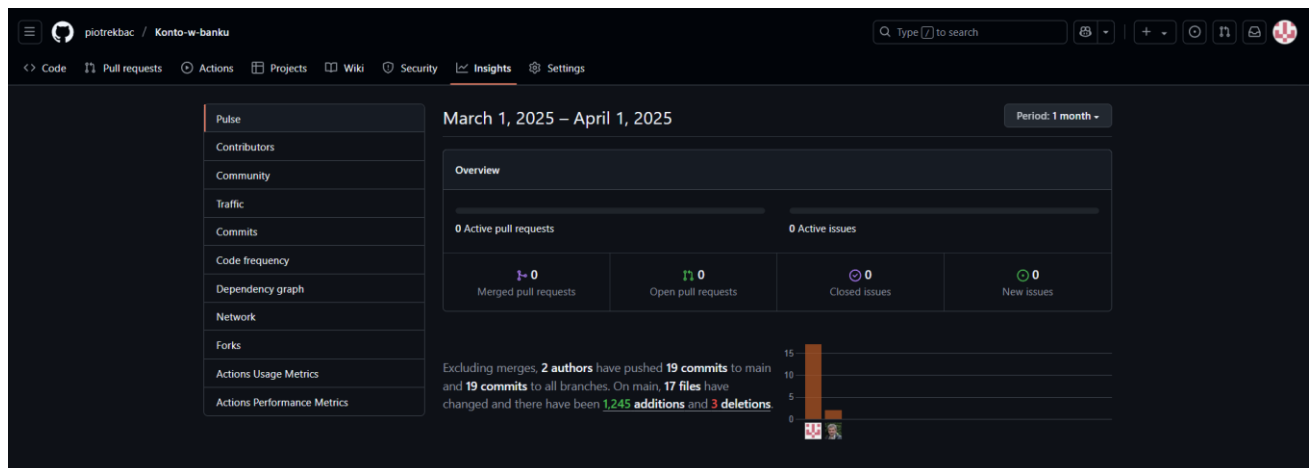 piotrekbac / Konto-w-banku
Type / to search
Code Pull requests Actions Projects Wiki Security Insights Settings
Pulse
Contributors
Community
Traffic
Commits
Code frequency
Dependency graph
Network
Forks
Actions Usage Metrics
Actions Performance Metrics
March 1, 2025 – April 1, 2025
Period: 1 month
Overview
0 Active pull requests
0 Active issues
0
Merged pull requests
0
Open pull requests
0
Closed issues
0
New issues
Excluding merges, 2 authors have pushed 19 commits to main
and 19 commits to all branches. On main, 17 files have
changed and there have been 1,245 additions and 3 deletions.
15
10
5
0